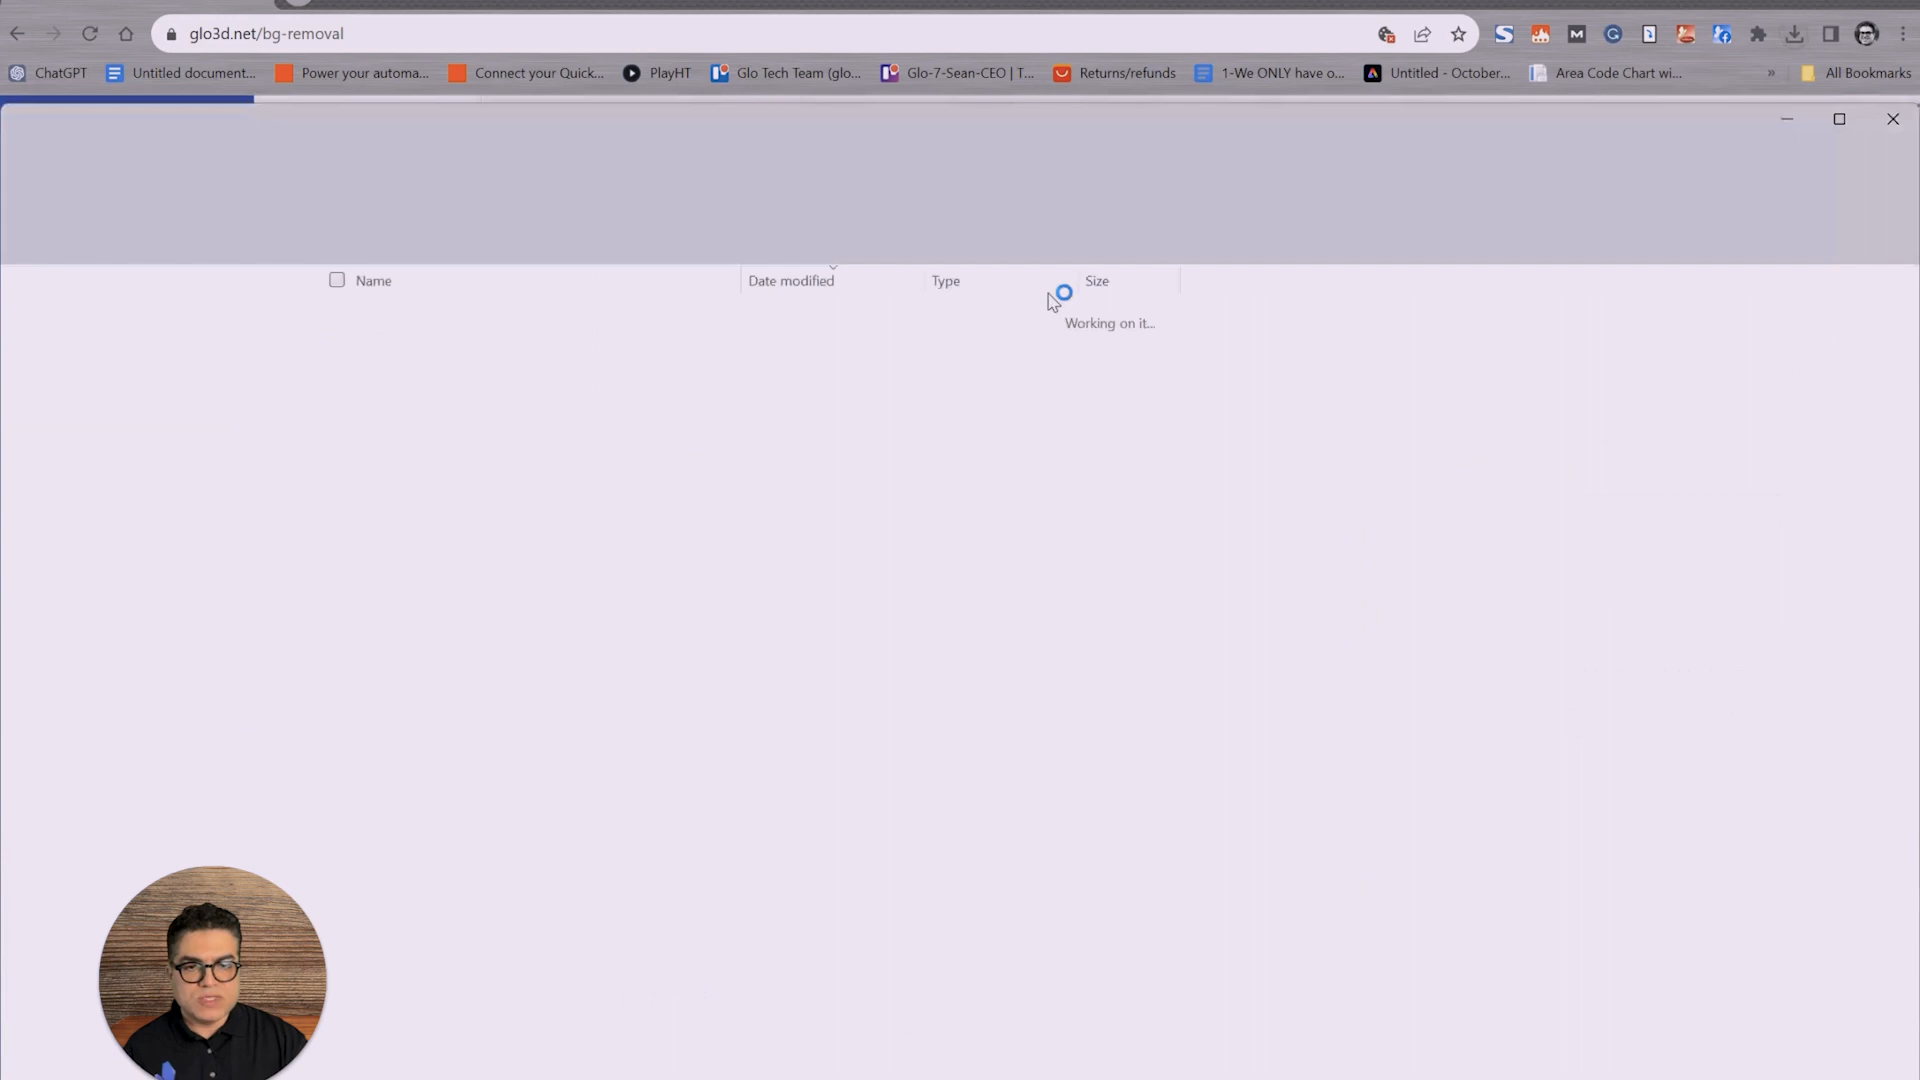 glo3d.net/bg-removal
ChatGPT
Untitled document...
Power your automa...
Connect your Quick...
PlayHT
Glo Tech Team (glo...
Glo-7-Sean-CEO | T...
Returns/refunds
1-We ONLY have o...
Untitled - October...
Area Code Chart wi...
»
All Bookmarks
Name
Date modified
Type
Size
Working on it...